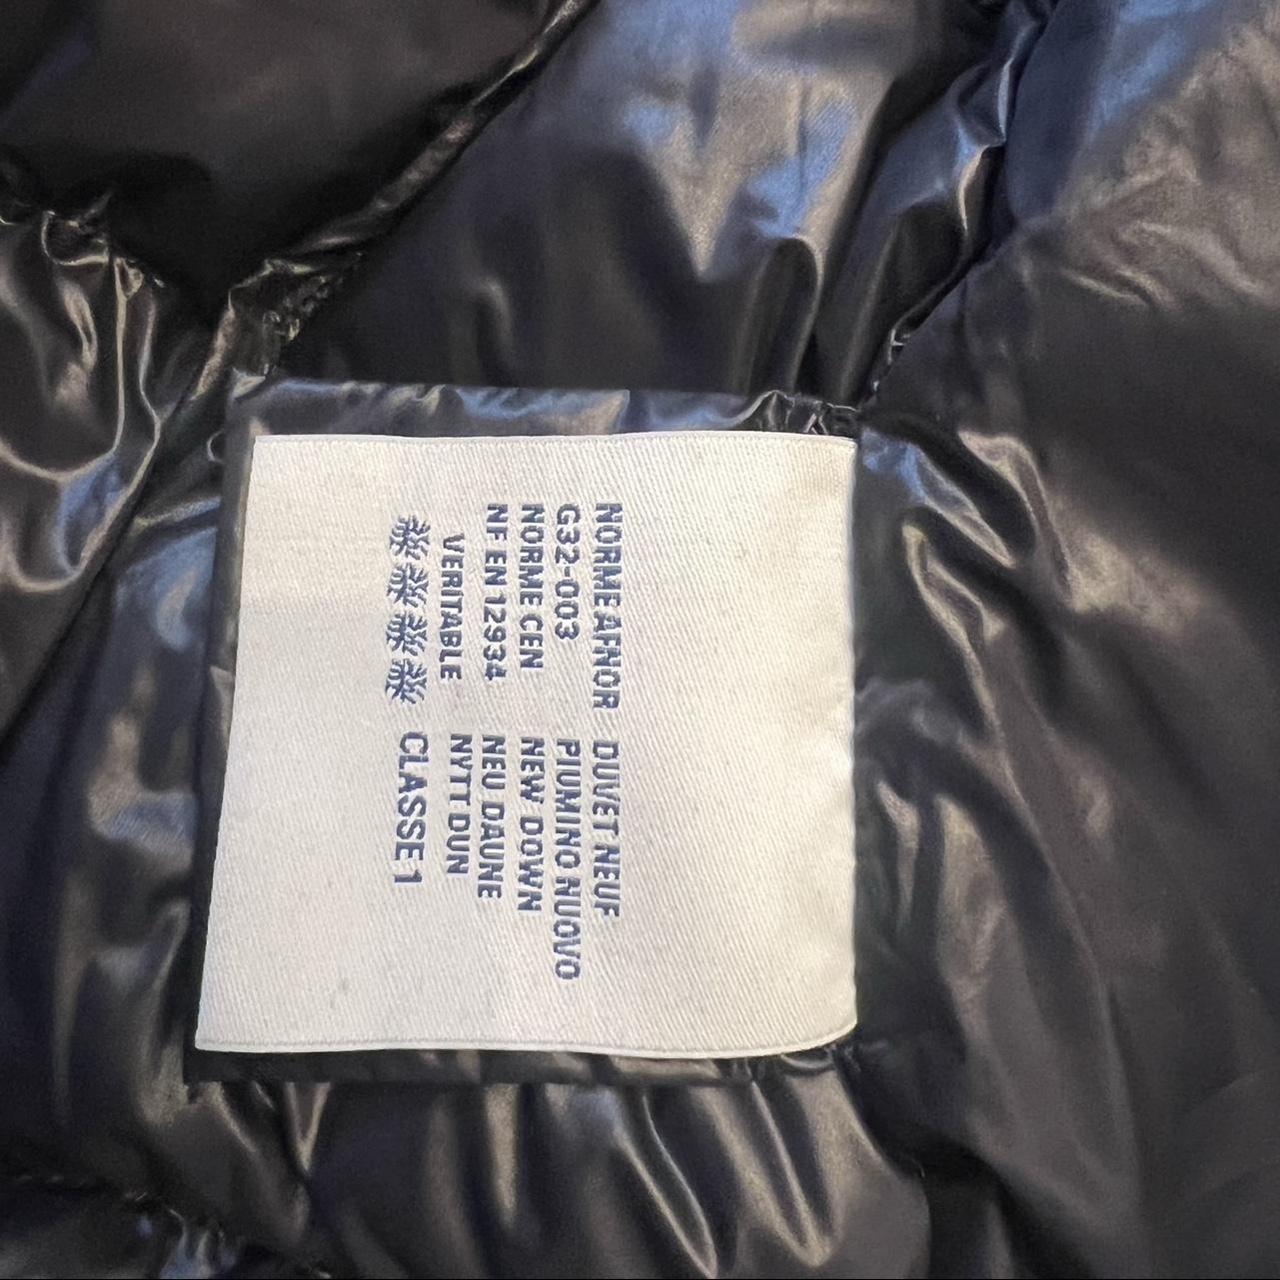 NORME AFNOR
G32-003
NORME CEN
NF EN 12934
VERITABLE
DUVET NEUF
PIUMINO NUOVO
NEW DOWN
NEU DAUNE
NYTT DUN
CLASSE 1